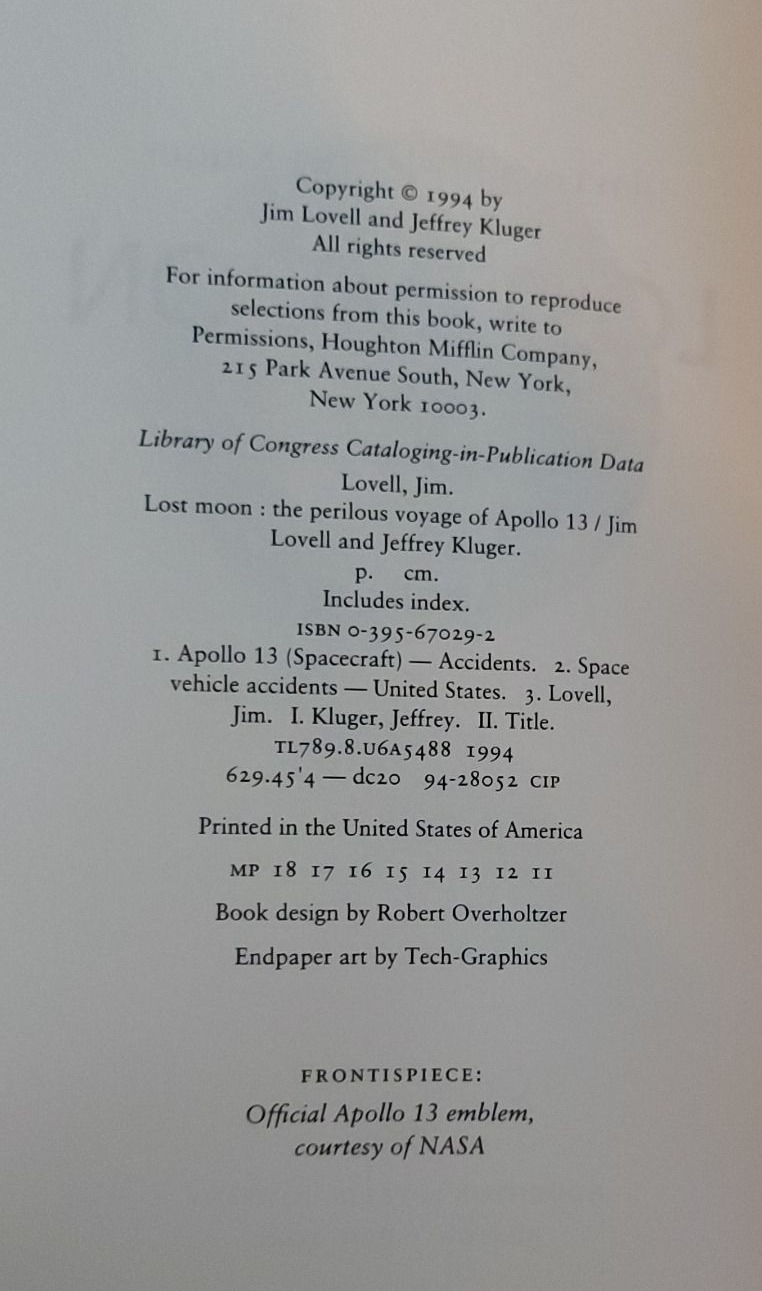 Copyright © 1994 by
Jim Lovell and Jeffrey Kluger
All rights reserved
For information about permission to reproduce
selections from this book, write to
Permissions, Houghton Mifflin Company,
215 Park Avenue South, New York,
New York 10003.
Library of Congress Cataloging-in-Publication Data
Lovell, Jim.
Lost moon : the perilous voyage of Apollo 13 / Jim
Lovell and Jeffrey Kluger.
p. cm.
Includes index.
ISBN 0-395-67029-2
1. Apollo 13 (Spacecraft) — Accidents. 2. Space
vehicle accidents — United States. 3. Lovell,
Jim. I. Kluger, Jeffrey. II. Title.
TL789.8.U6A5488 1994
629.45'4 — dc20 94-28052 CIP
Printed in the United States of America
MP 18 17 16 15 14 13 12 11
Book design by Robert Overholtzer
Endpaper art by Tech-Graphics
FRONTISPIECE:
Official Apollo 13 emblem,
courtesy of NASA